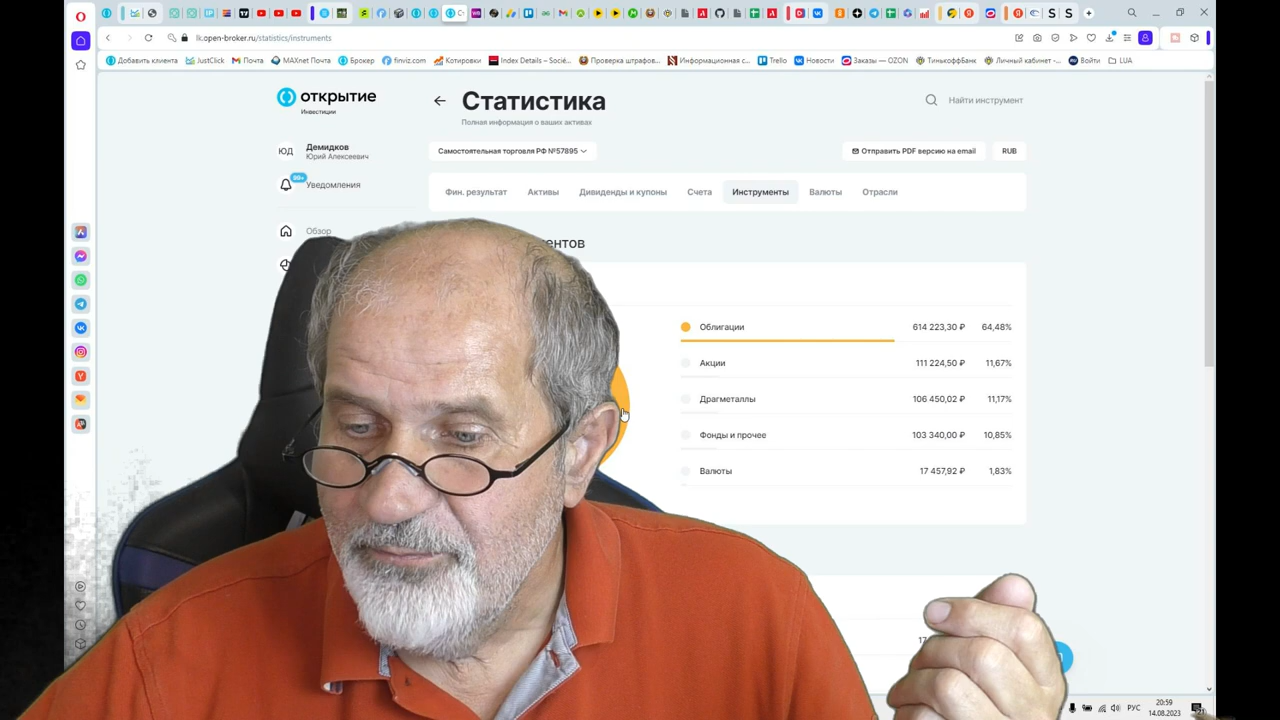 lk.open-broker.ru/statistics/instruments
Добавить клиента
JustClick
Почта
MAXnet Почта
Брокер
finviz.com
Котировки
Index Details – Socié...
Проверка штрафов...
Информационная с...
Trello
Новости
Заказы — OZON
ТинькоффБанк
Личный кабинет -...
Войти
LUA
открытие
Инвестиции
Статистика
Полная информация о ваших активах
Найти инструмент
ЮД
Демидков
Юрий Алексеевич
Самостоятельная торговля РФ №57895
Отправить PDF версию на email
RUB
99+
Уведомления
Фин. результат
Активы
Дивиденды и купоны
Счета
Инструменты
Валюты
Отрасли
Обзор
ентов
Облигации 614 223,30 ₽ 64,48%
Акции 111 224,50 ₽ 11,67%
Драгметаллы 106 450,02 ₽ 11,17%
Фонды и прочее 103 340,00 ₽ 10,85%
Валюты 17 457,92 ₽ 1,83%
17
РУС
20:59
14.08.2023